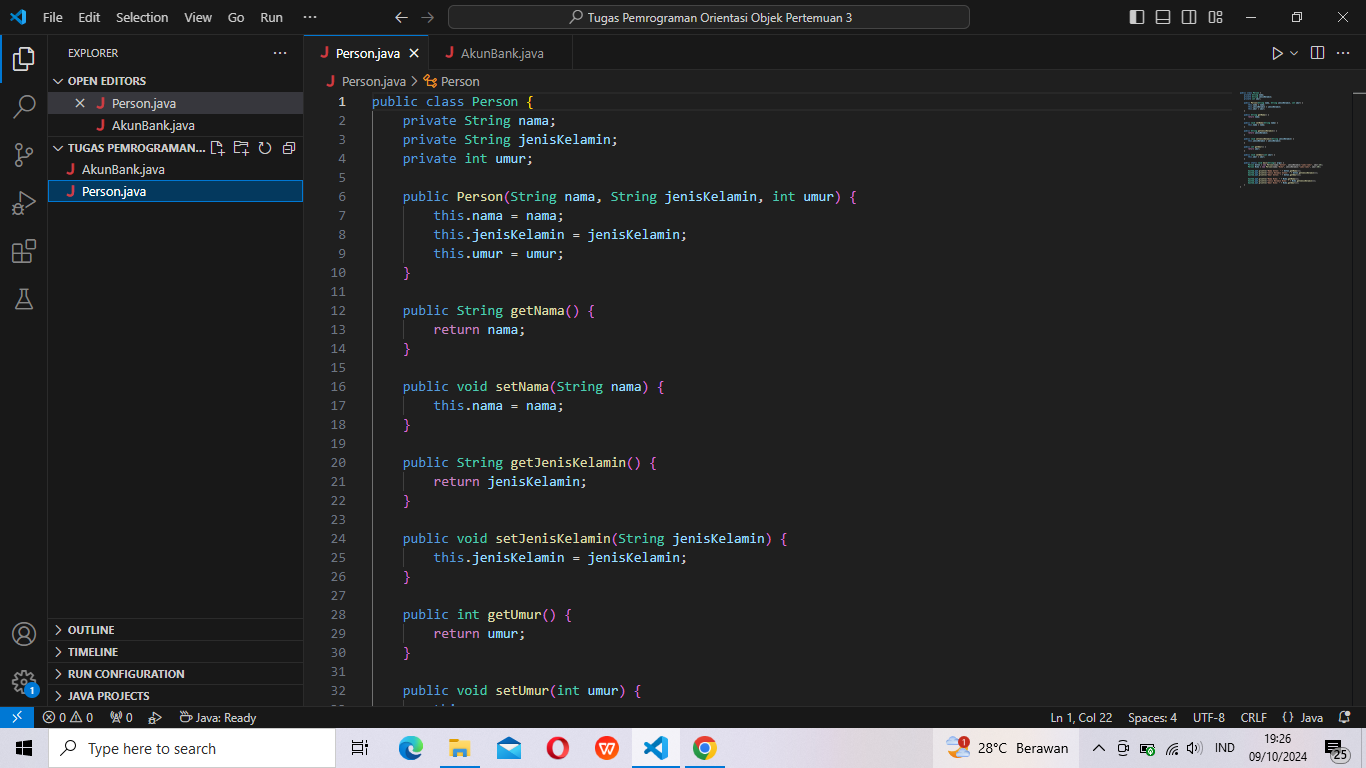 File Edit Selection View Go Run ··· Tugas Pemrograman Orientasi Objek Pertemuan 3
EXPLORER ···
OPEN EDITORS
J Person.java
J AkunBank.java
TUGAS PEMROGRAMAN...
J AkunBank.java
J Person.java
OUTLINE
TIMELINE
RUN CONFIGURATION
JAVA PROJECTS
1
J Person.java J AkunBank.java ···
J Person.java > Person
1 public class Person {
2 private String nama;
3 private String jenisKelamin;
4 private int umur;
5
6 public Person(String nama, String jenisKelamin, int umur) {
7 this.nama = nama;
8 this.jenisKelamin = jenisKelamin;
9 this.umur = umur;
10 }
11
12 public String getNama() {
13 return nama;
14 }
15
16 public void setNama(String nama) {
17 this.nama = nama;
18 }
19
20 public String getJenisKelamin() {
21 return jenisKelamin;
22 }
23
24 public void setJenisKelamin(String jenisKelamin) {
25 this.jenisKelamin = jenisKelamin;
26 }
27
28 public int getUmur() {
29 return umur;
30 }
31
32 public void setUmur(int umur) {
0 0 0 Java: Ready Ln 1, Col 22 Spaces: 4 UTF-8 CRLF { } Java
Type here to search W 1 28°C Berawan IND 19:26
09/10/2024 25